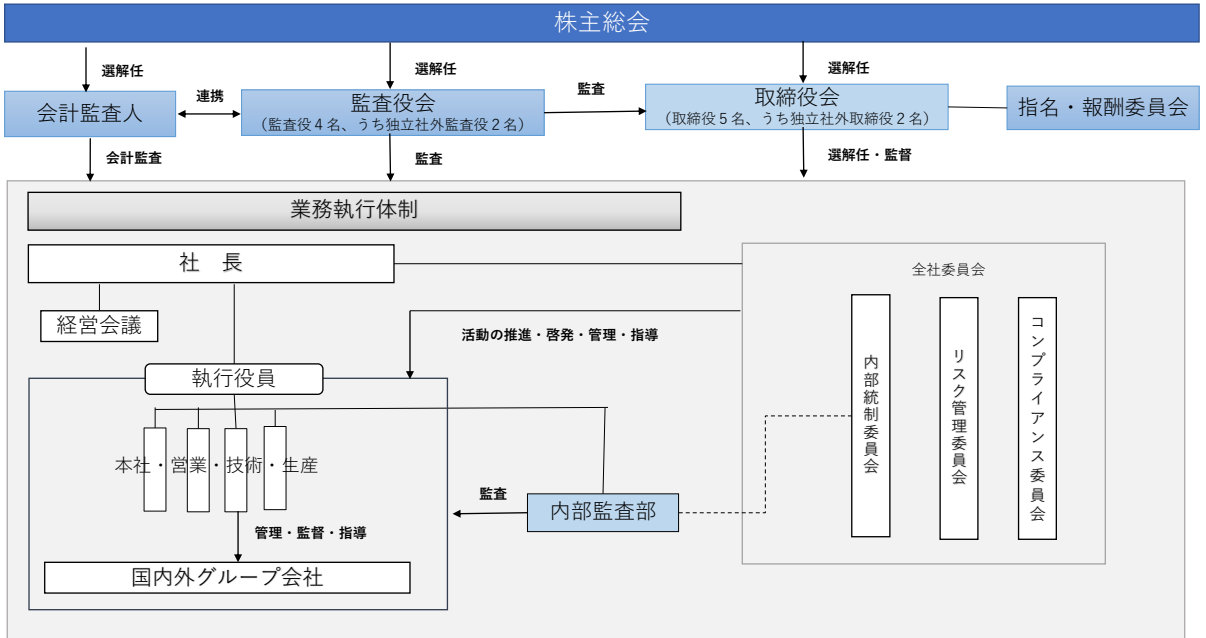 株主総会
選解任
選解任
選解任
会計監査人
連携
監査役会
(監査役４名、うち独立社外監査役２名)
監査
取締役会
(取締役５名、うち独立社外取締役２名)
指名・報酬委員会
会計監査
監査
選解任・監督
業務執行体制
社　長
経営会議
全社委員会
活動の推進・啓発・管理・指導
執行役員
本社・営業・技術・生産
内部統制委員会
リスク管理委員会
コンプライアンス委員会
監査
内部監査部
管理・監督・指導
国内外グループ会社